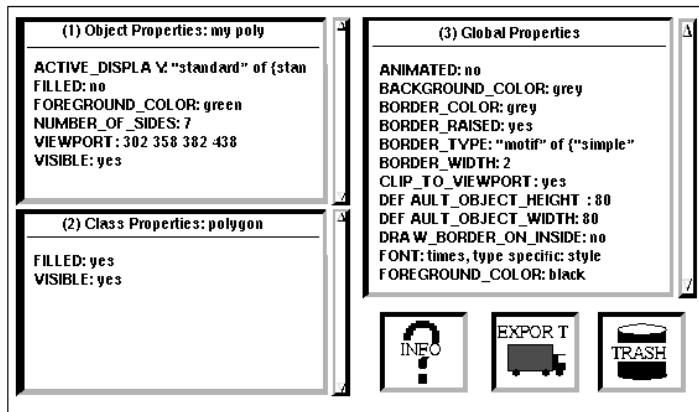 (1) Object Properties: my poly
ACTIVE_DISPLAY: "standard" of {stan
FILLED: no
FOREGROUND_COLOR: green
NUMBER_OF_SIDES: 7
VIEWPORT: 302 358 382 438
VISIBLE: yes
(2) Class Properties: polygon
FILLED: yes
VISIBLE: yes
(3) Global Properties
ANIMATED: no
BACKGROUND_COLOR: grey
BORDER_COLOR: grey
BORDER_RAISED: yes
BORDER_TYPE: "motif" of {"simple"
BORDER_WIDTH: 2
CLIP_TO_VIEWPORT: yes
DEFAULT_OBJECT_HEIGHT : 80
DEFAULT_OBJECT_WIDTH: 80
DRAW_BORDER_ON_INSIDE: no
FONT: times, type specific: style
FOREGROUND_COLOR: black
INFO
EXPORT
TRASH